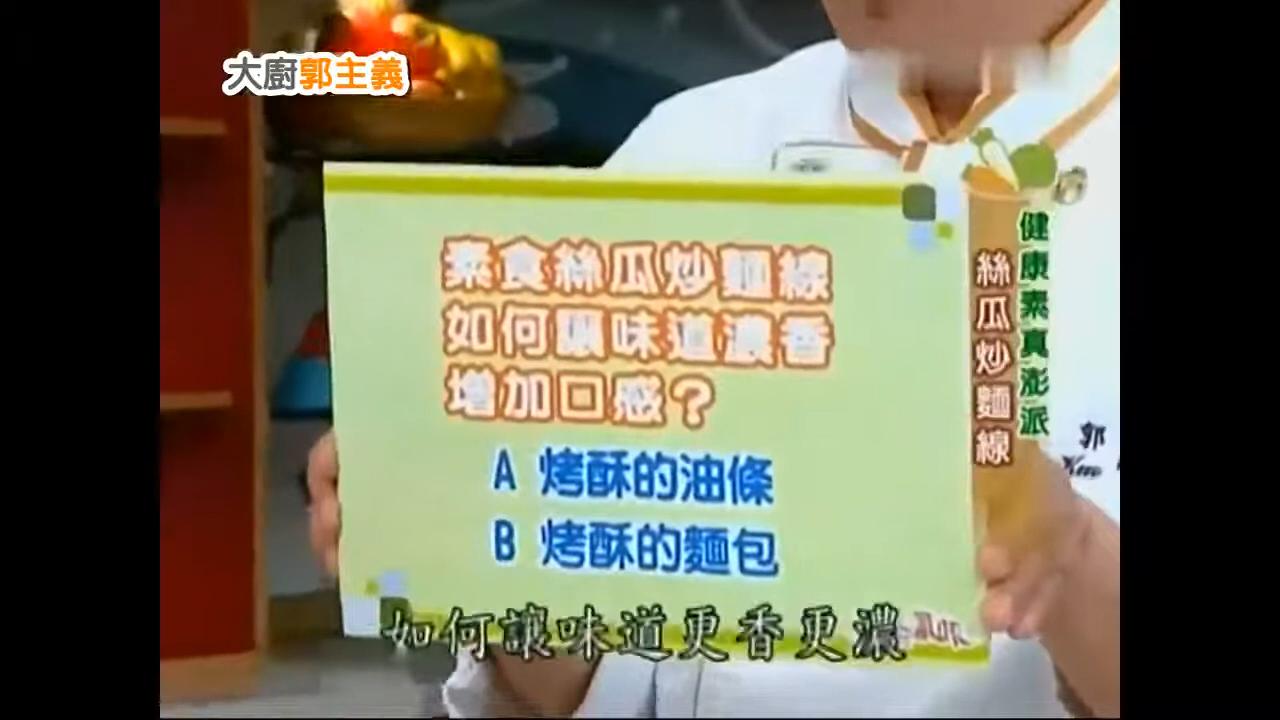 大廚郭主義
素食絲瓜炒麵線
如何讓味道濃香
增加口感？
A 烤酥的油條
B 烤酥的麵包
健康素真澎派
絲瓜炒麵線
郭
如何讓味道更香更濃